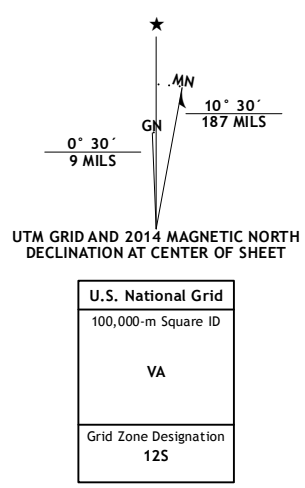 ★
MN
10° 30´
187 MILS
GN
0° 30´
9 MILS
UTM GRID AND 2014 MAGNETIC NORTH
DECLINATION AT CENTER OF SHEET
U.S. National Grid
100,000-m Square ID
VA
Grid Zone Designation
12S